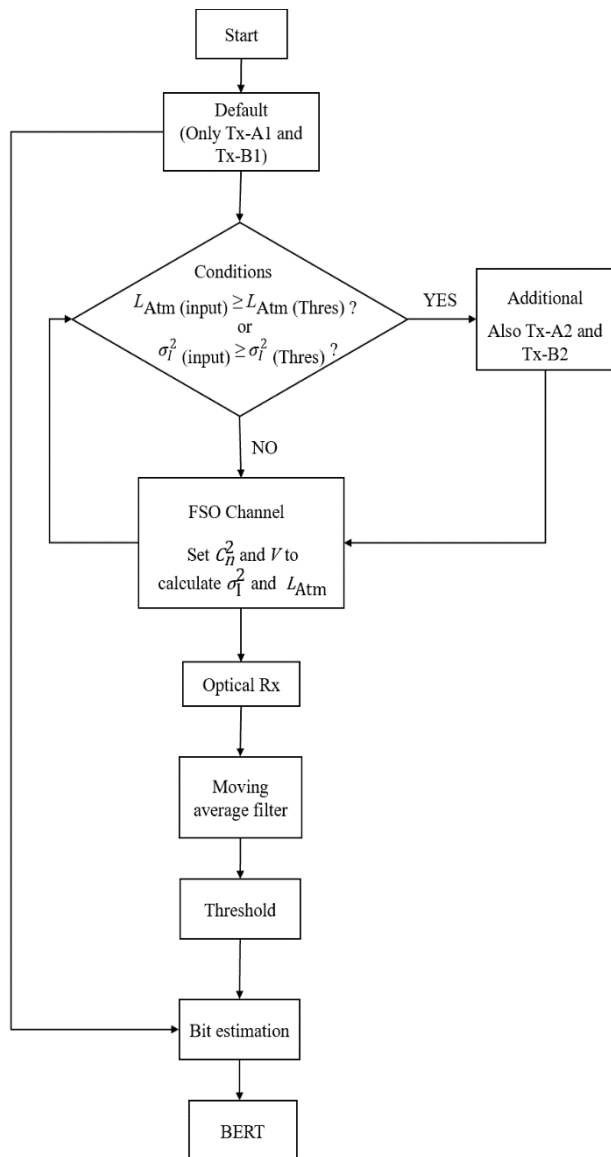 Start
Default
(Only Tx-A1 and
Tx-B1)
Conditions
L_Atm (input) ≥ L_Atm (Thres) ?
or
σ_I^2 (input) ≥ σ_I^2 (Thres) ?
YES
Additional
Also Tx-A2 and
Tx-B2
NO
FSO Channel
Set C_n^2 and V to
calculate σ_I^2 and L_Atm
Optical Rx
Moving
average filter
Threshold
Bit estimation
BERT